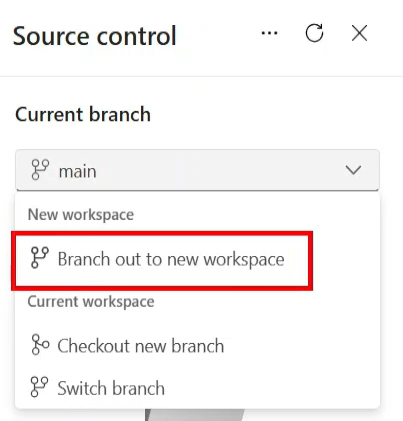 Source control
Current branch
main
New workspace
Branch out to new workspace
Current workspace
Checkout new branch
Switch branch